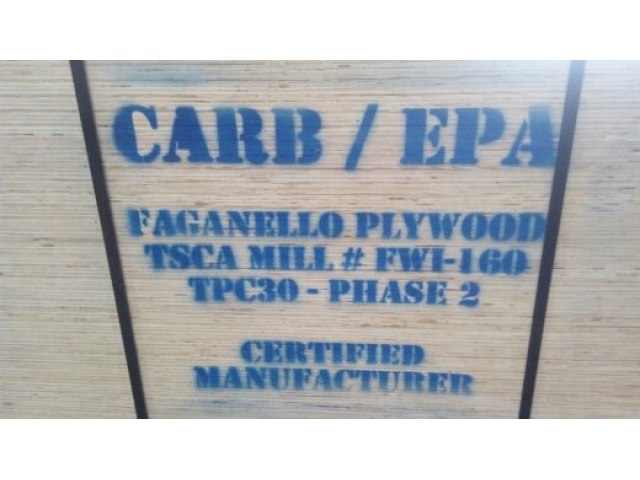 CARB / EPA
FAGANELLO PLYWOOD
TSCA MILL # FWI-160
TPC30 - PHASE 2
CERTIFIED
MANUFACTURER